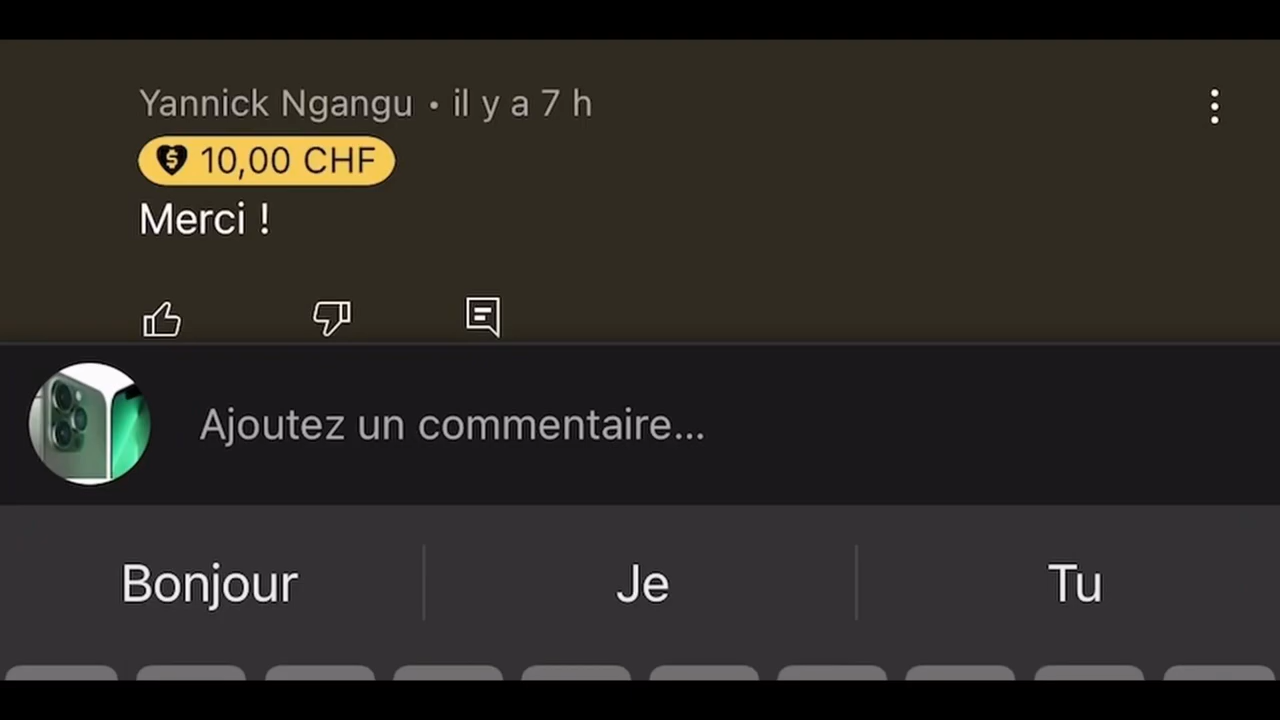 Yannick Ngangu • il y a 7 h
10,00 CHF
Merci !
Ajoutez un commentaire...
Bonjour
Je
Tu